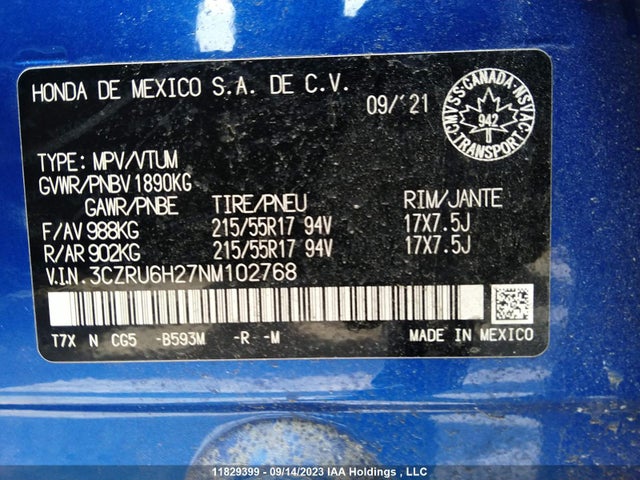 HONDA DE MEXICO S.A. DE C.V.
09/'21
CMVSS·CANADA·NSVAC
942
0
TRANSPORT
TYPE: MPV/VTUM
GVWR/PNBV 1890KG
GAWR/PNBE TIRE/PNEU RIM/JANTE
F/AV 988KG 215/55R17 94V 17X7.5J
R/AR 902KG 215/55R17 94V 17X7.5J
V.I.N. 3CZRU6H27NM102768
T7X N CG5 -B593M -R -M MADE IN MEXICO
11829399 - 09/14/2023 IAA Holdings , LLC